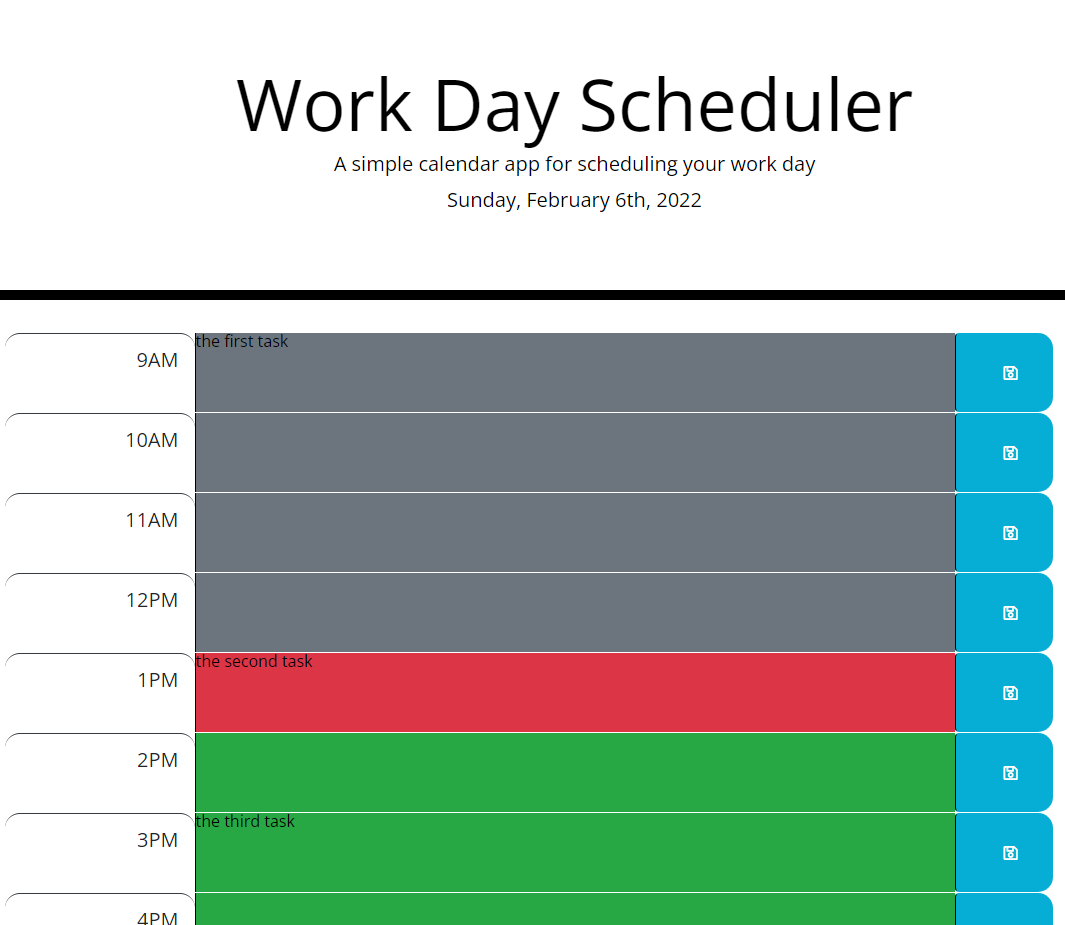 Work Day Scheduler
A simple calendar app for scheduling your work day
Sunday, February 6th, 2022
9AM
the first task
10AM
11AM
12PM
1PM
the second task
2PM
3PM
the third task
4PM